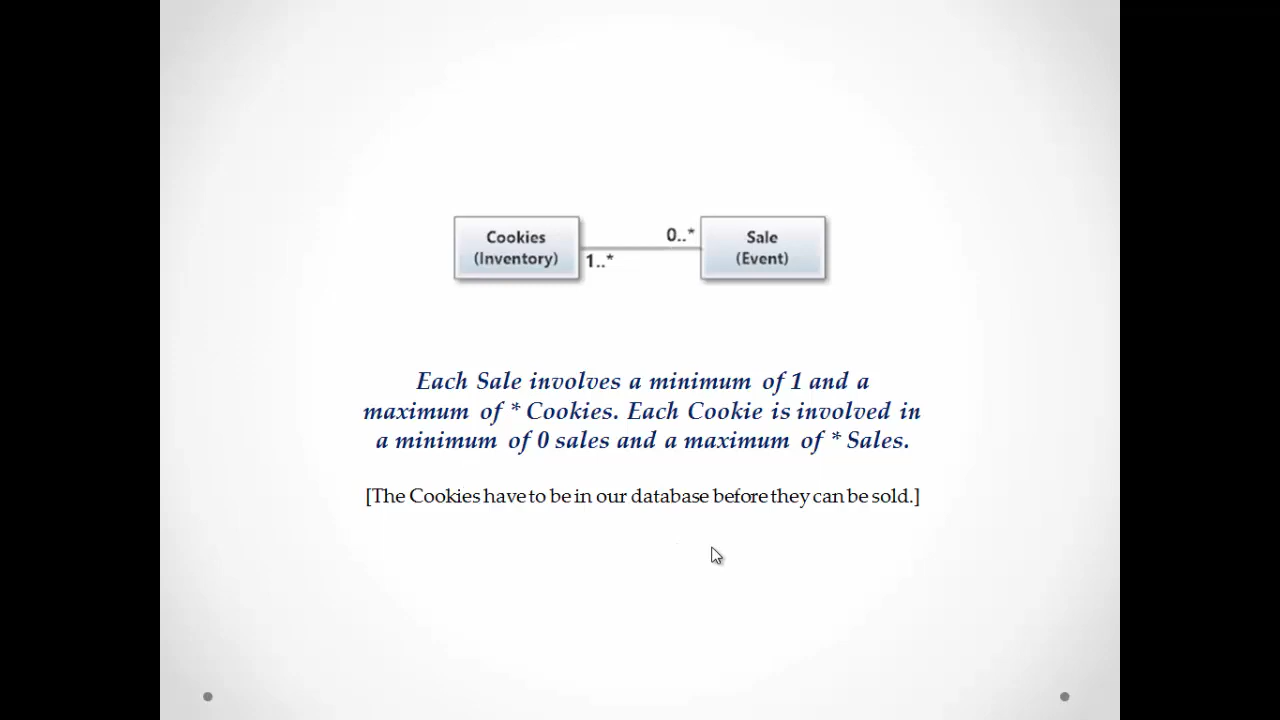 Cookies
(Inventory)
1..*
0..*
Sale
(Event)
Each Sale involves a minimum of 1 and a
maximum of * Cookies. Each Cookie is involved in
a minimum of 0 sales and a maximum of * Sales.
[The Cookies have to be in our database before they can be sold.]